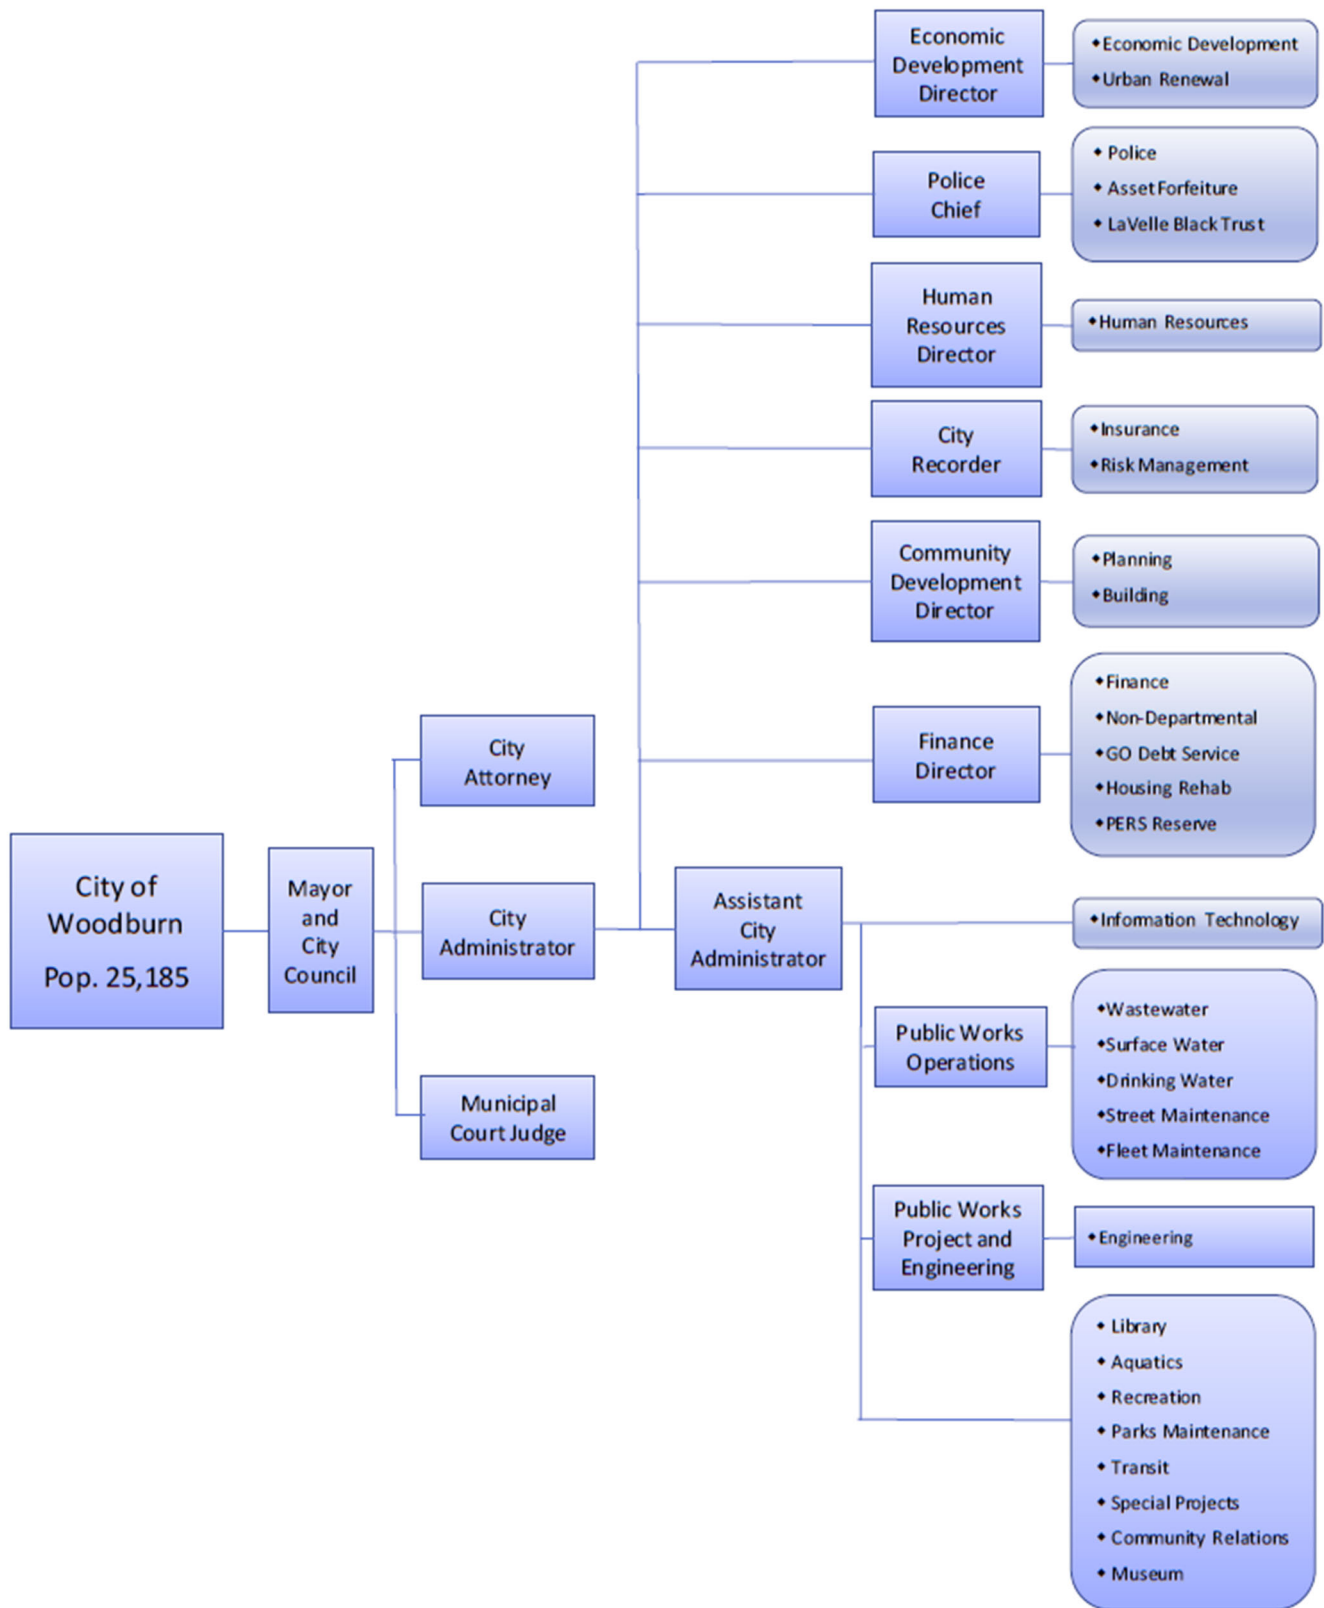 Economic
Development
Director
◆Economic Development
◆Urban Renewal
Police
Chief
◆ Police
◆ Asset Forfeiture
◆ LaVelle Black Trust
Human
Resources
Director
◆Human Resources
City
Recorder
◆Insurance
◆Risk Management
Community
Development
Director
◆Planning
◆Building
Finance
Director
◆Finance
◆Non-Departmental
◆GO Debt Service
◆Housing Rehab
◆PERS Reserve
City of
Woodburn
Pop. 25,185
Mayor
and
City
Council
City
Attorney
City
Administrator
Municipal
Court Judge
Assistant
City
Administrator
◆Information Technology
Public Works
Operations
◆Wastewater
◆Surface Water
◆Drinking Water
◆Street Maintenance
◆Fleet Maintenance
Public Works
Project and
Engineering
◆Engineering
◆ Library
◆ Aquatics
◆ Recreation
◆ Parks Maintenance
◆ Transit
◆ Special Projects
◆ Community Relations
◆ Museum